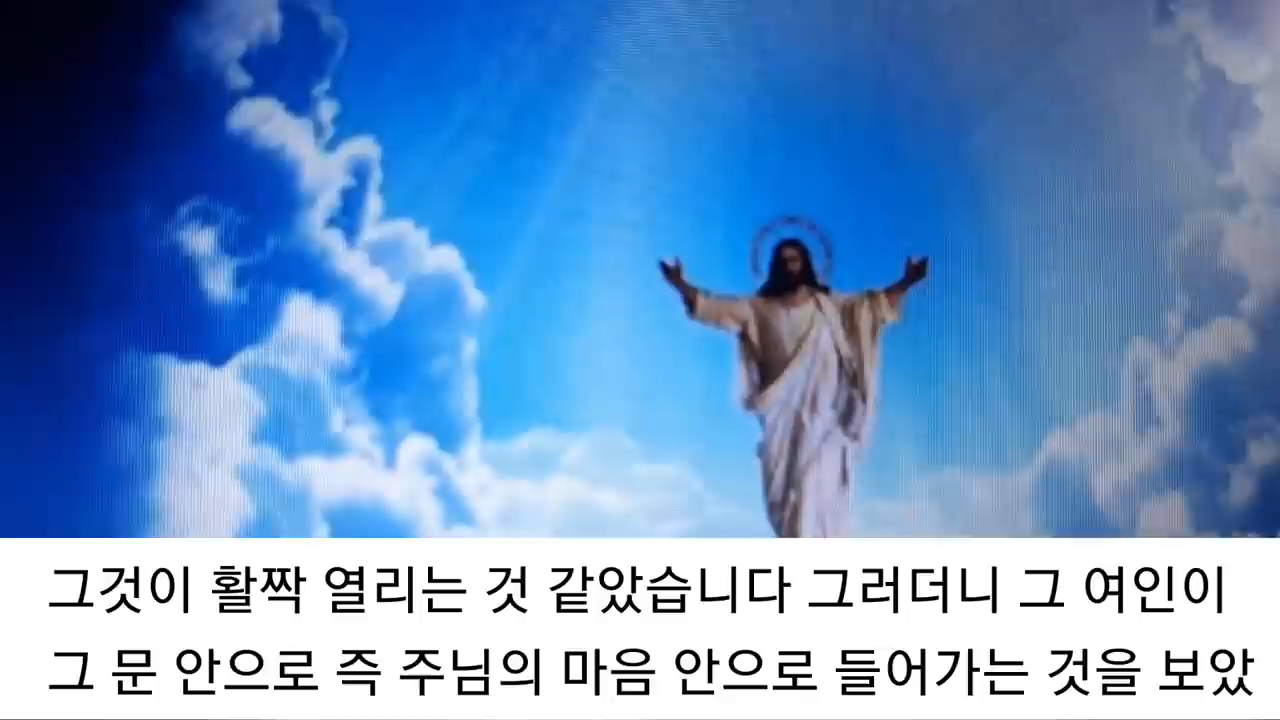 그것이 활짝 열리는 것 같았습니다 그러더니 그 여인이
그 문 안으로 즉 주님의 마음 안으로 들어가는 것을 보았